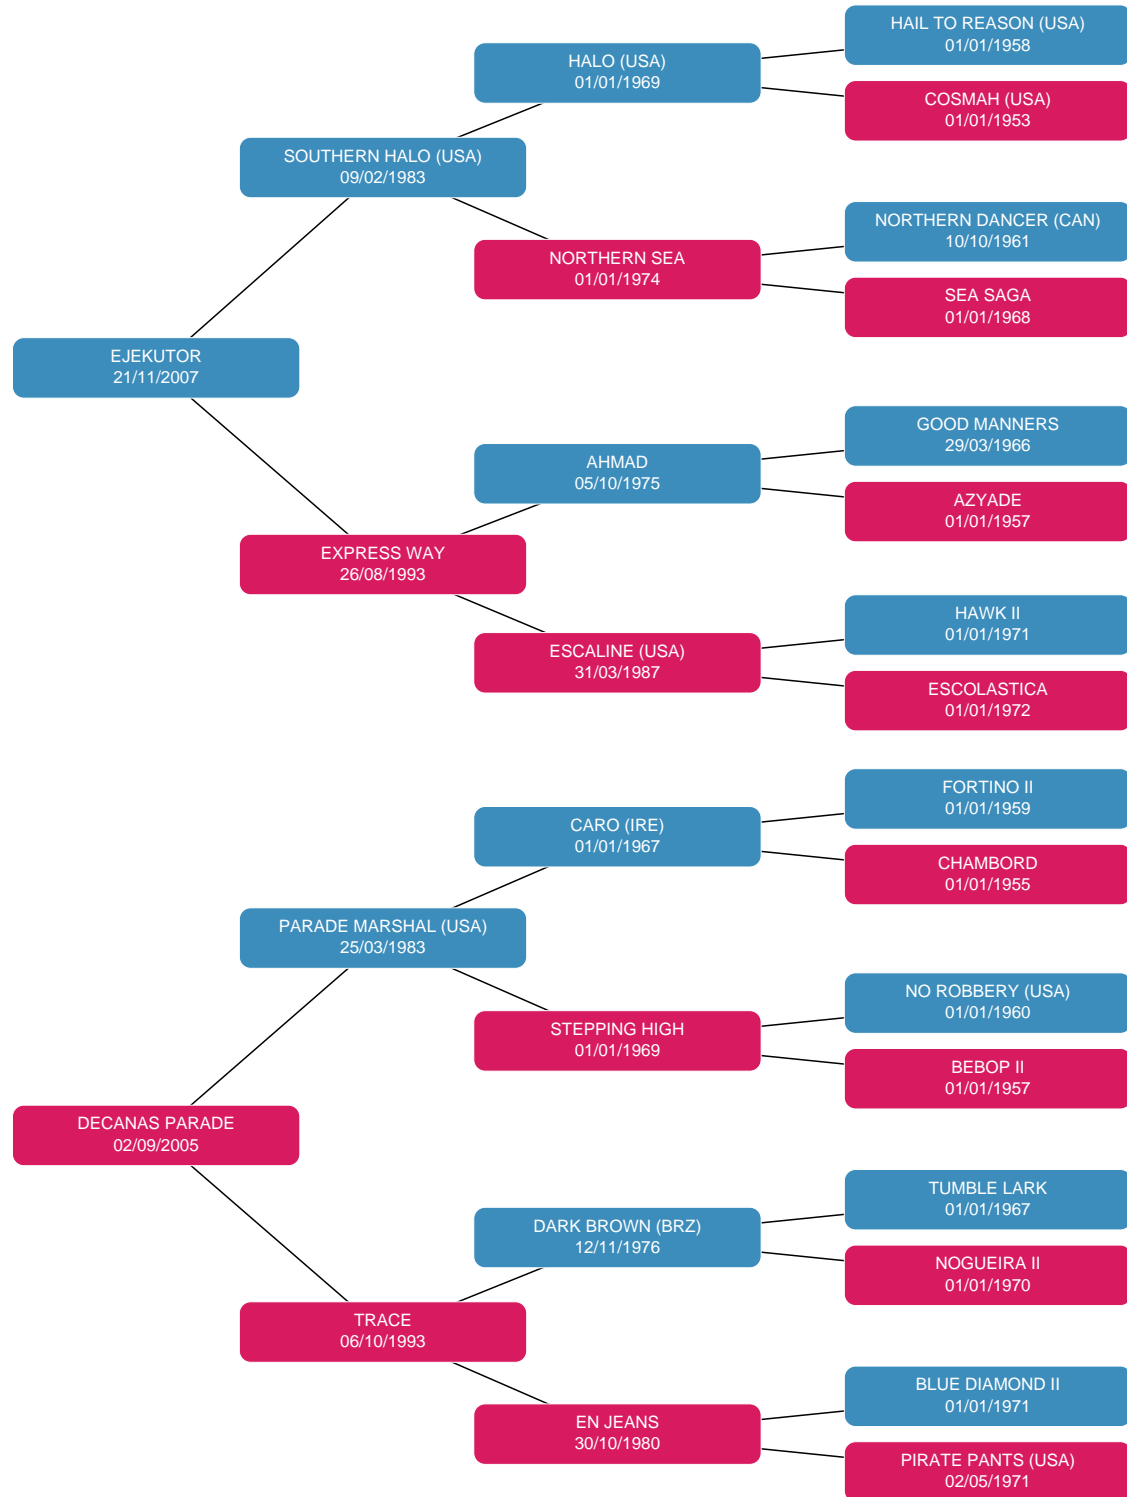 HAIL TO REASON (USA)
01/01/1958
HALO (USA)
01/01/1969
COSMAH (USA)
01/01/1953
SOUTHERN HALO (USA)
09/02/1983
NORTHERN DANCER (CAN)
10/10/1961
NORTHERN SEA
01/01/1974
SEA SAGA
01/01/1968
EJEKUTOR
21/11/2007
GOOD MANNERS
29/03/1966
AHMAD
05/10/1975
AZYADE
01/01/1957
EXPRESS WAY
26/08/1993
HAWK II
01/01/1971
ESCALINE (USA)
31/03/1987
ESCOLASTICA
01/01/1972
FORTINO II
01/01/1959
CARO (IRE)
01/01/1967
CHAMBORD
01/01/1955
PARADE MARSHAL (USA)
25/03/1983
NO ROBBERY (USA)
01/01/1960
STEPPING HIGH
01/01/1969
BEBOP II
01/01/1957
DECANAS PARADE
02/09/2005
TUMBLE LARK
01/01/1967
DARK BROWN (BRZ)
12/11/1976
NOGUEIRA II
01/01/1970
TRACE
06/10/1993
BLUE DIAMOND II
01/01/1971
EN JEANS
30/10/1980
PIRATE PANTS (USA)
02/05/1971